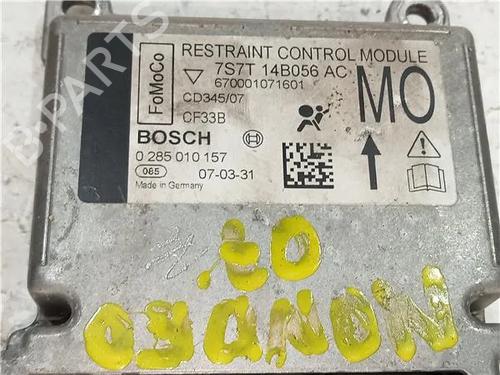 FoMoCo
RESTRAINT CONTROL MODULE
7S7T 14B056 AC
670001071601
CD345/07
CF33B
MO
BOSCH
0 285 010 157
065
07-03-31
Made in Germany
MONDEO
B-PARTS